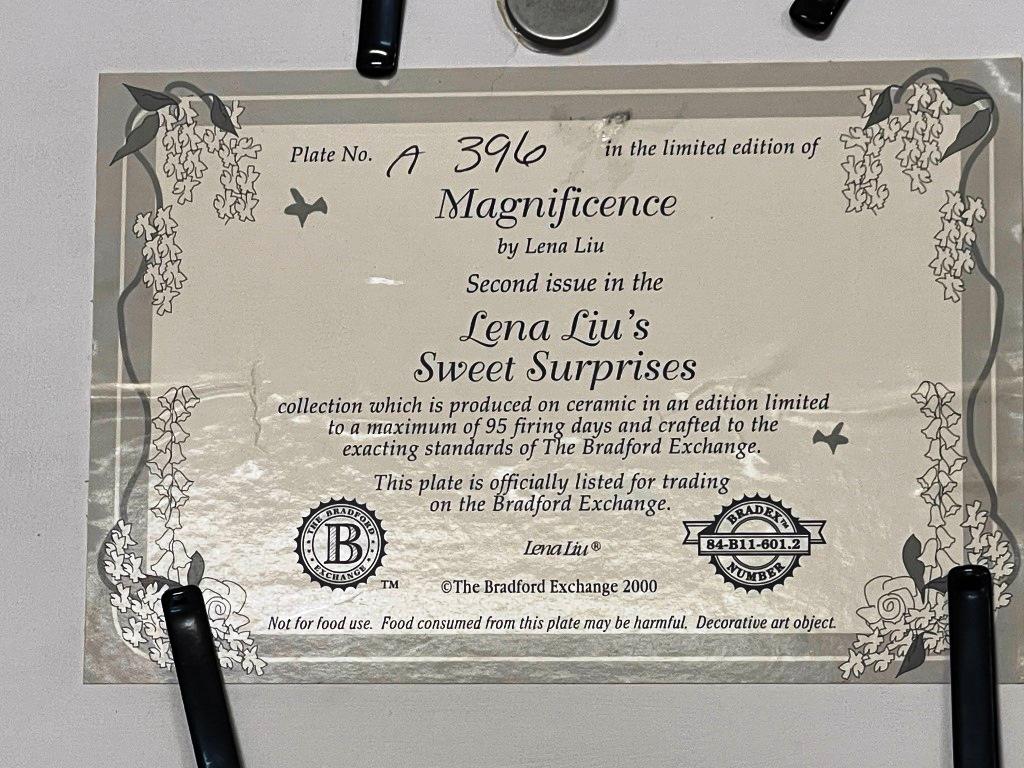 Plate No. A 396 in the limited edition of
Magnificence
by Lena Liu
Second issue in the
Lena Liu's
Sweet Surprises
collection which is produced on ceramic in an edition limited
to a maximum of 95 firing days and crafted to the
exacting standards of The Bradford Exchange.
This plate is officially listed for trading
on the Bradford Exchange.
THE BRADFORD
B
EXCHANGE
TM
Lena Liu®
BRADEX™
84-B11-601.2
NUMBER
©The Bradford Exchange 2000
Not for food use. Food consumed from this plate may be harmful. Decorative art object.